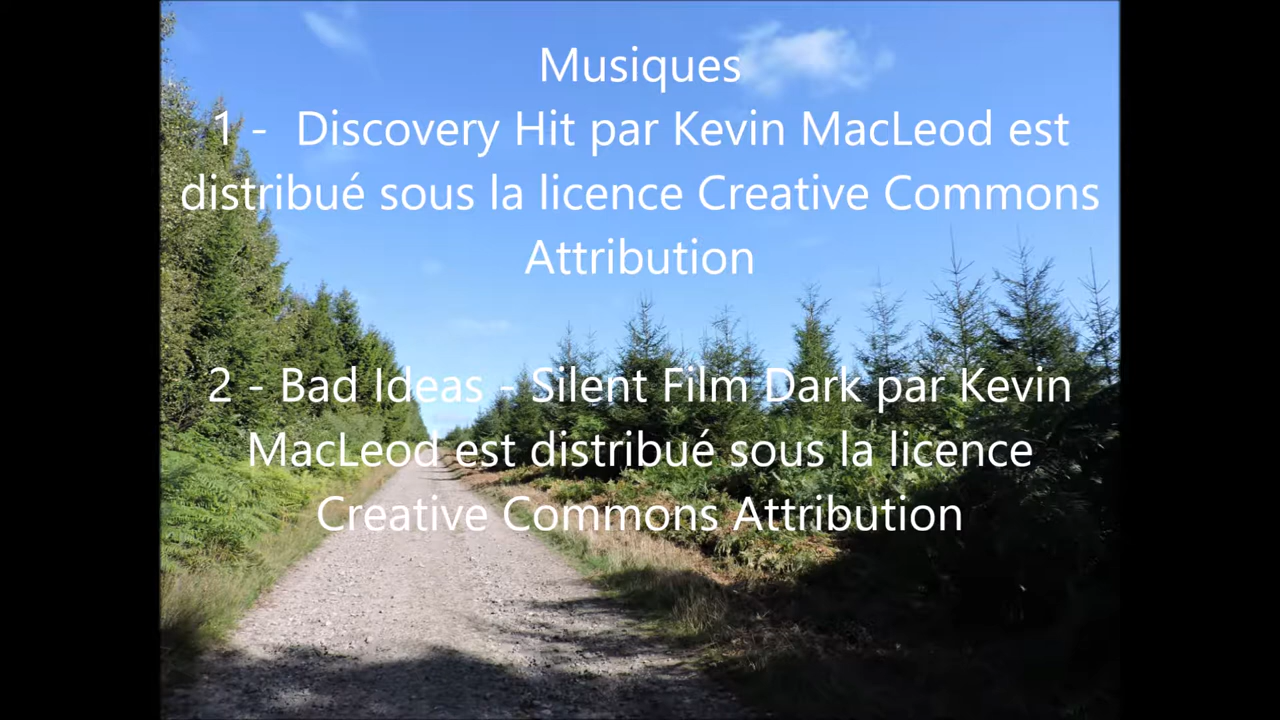 Musiques
1 -  Discovery Hit par Kevin MacLeod est
distribué sous la licence Creative Commons
Attribution
2 - Bad Ideas - Silent Film Dark par Kevin
MacLeod est distribué sous la licence
Creative Commons Attribution